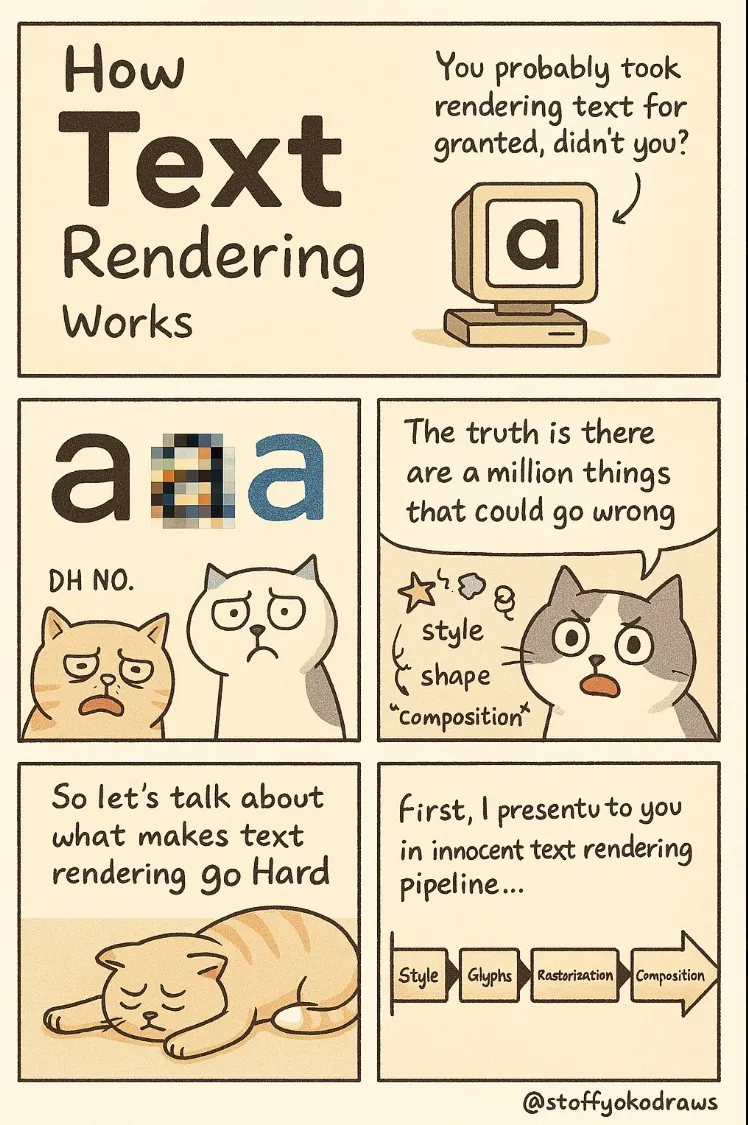 How
Text
Rendering
Works
You probably took
rendering text for
granted, didn't you?
a
a a a
DH NO.
The truth is there
are a million things
that could go wrong
style
shape
"composition"
So let's talk about
what makes text
rendering go Hard
First, I presentu to you
in innocent text rendering
pipeline...
Style Glyphs Rastorization Composition
@stoffyokodraws